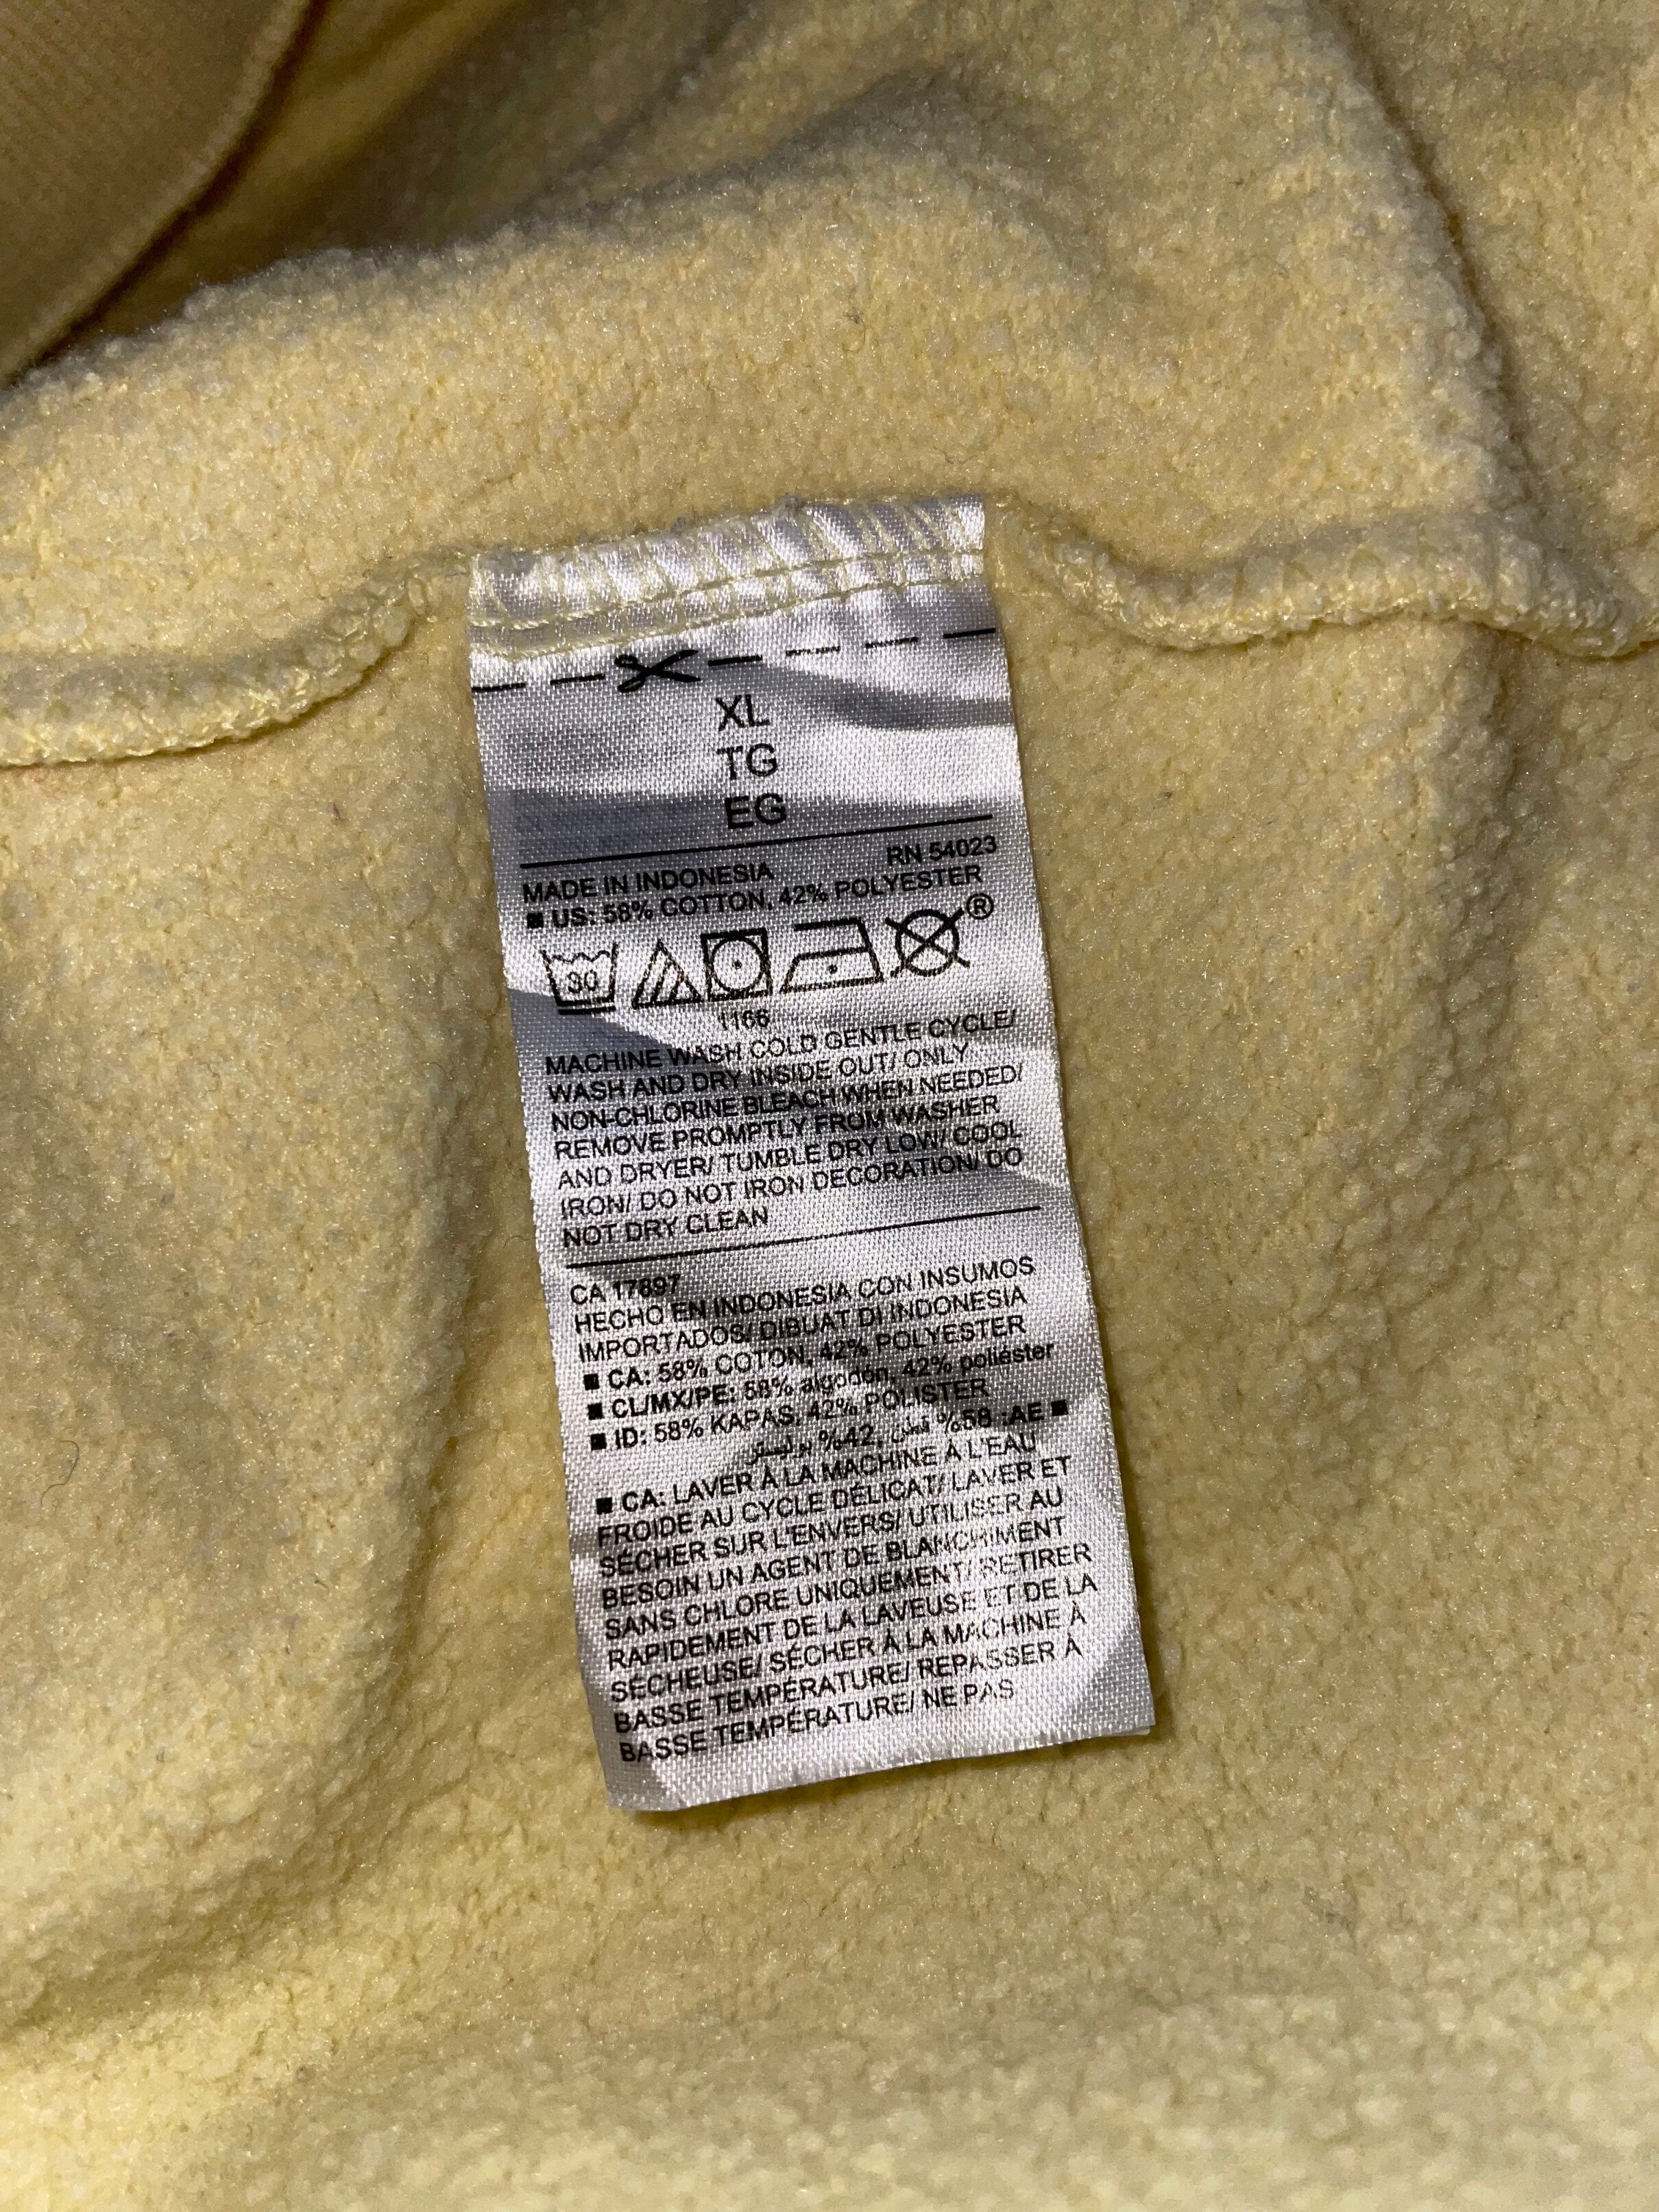 XL
TG
EG
RN 54023
MADE IN INDONESIA
■ US: 58% COTTON, 42% POLYESTER
30
®
1166
MACHINE WASH COLD GENTLE CYCLE/
WASH AND DRY INSIDE OUT/ ONLY
NON-CHLORINE BLEACH WHEN NEEDED/
REMOVE PROMPTLY FROM WASHER
AND DRYER/ TUMBLE DRY LOW/ COOL
IRON/ DO NOT IRON DECORATION/ DO
NOT DRY CLEAN
CA 17897
HECHO EN INDONESIA CON INSUMOS
IMPORTADOS/ DIBUAT DI INDONESIA
■ CA: 58% COTON, 42% POLYESTER
■ CL/MX/PE: 58% algodón, 42% poliéster
■ ID: 58% KAPAS, 42% POLISTER
■ AE: 58% قطن, 42% بوليستر
■ CA: LAVER À LA MACHINE À L'EAU
FROIDE AU CYCLE DÉLICAT/ LAVER ET
SÉCHER SUR L'ENVERS/ UTILISER AU
BESOIN UN AGENT DE BLANCHIMENT
SANS CHLORE UNIQUEMENT/ RETIRER
RAPIDEMENT DE LA LAVEUSE ET DE LA
SÉCHEUSE/ SÉCHER À LA MACHINE À
BASSE TEMPÉRATURE/ REPASSER À
BASSE TEMPÉRATURE/ NE PAS